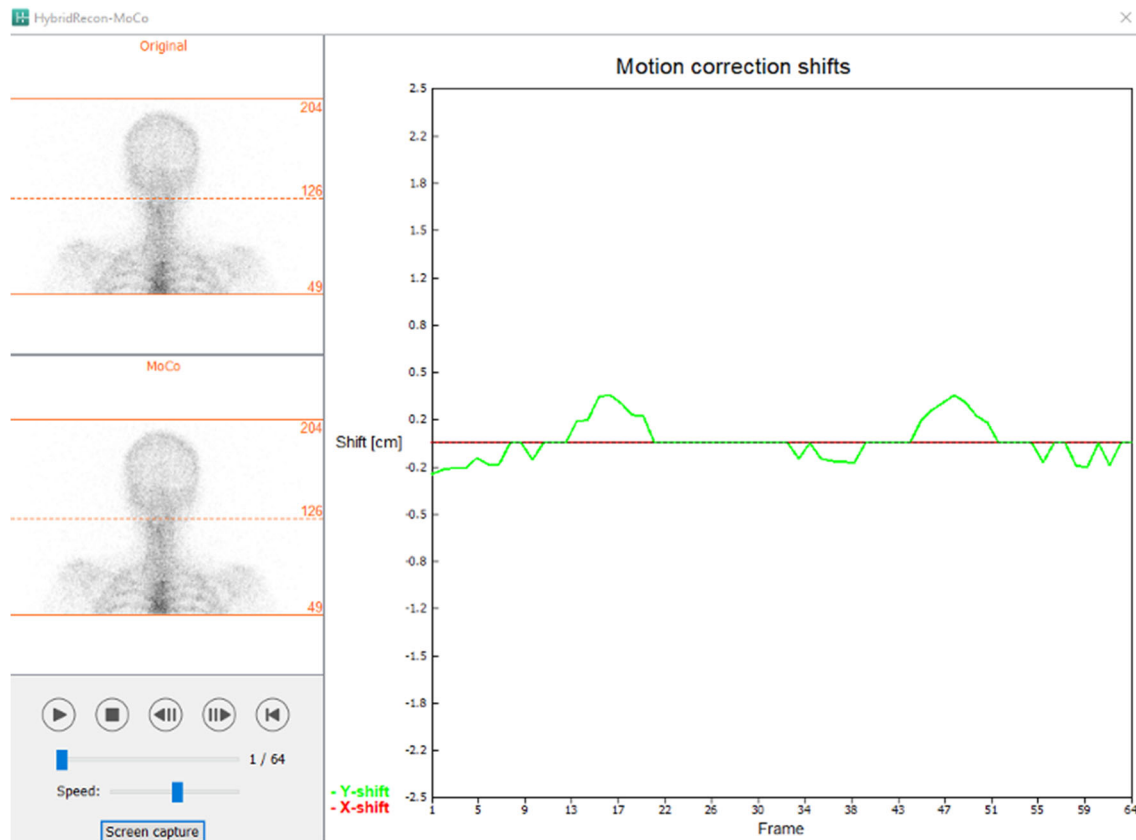 HybridRecon-MoCo
Original
204
126
49
MoCo
204
126
49
1 / 64
Speed:
Screen capture
Motion correction shifts
2.5
2.2
1.8
1.5
1.2
0.8
0.5
0.2
Shift [cm]
-0.2
-0.5
-0.8
-1.2
-1.5
-1.8
-2.2
-2.5
- Y-shift
- X-shift
1 5 9 13 17 22 26 30 34 38 43 47 51 55 59 64
Frame